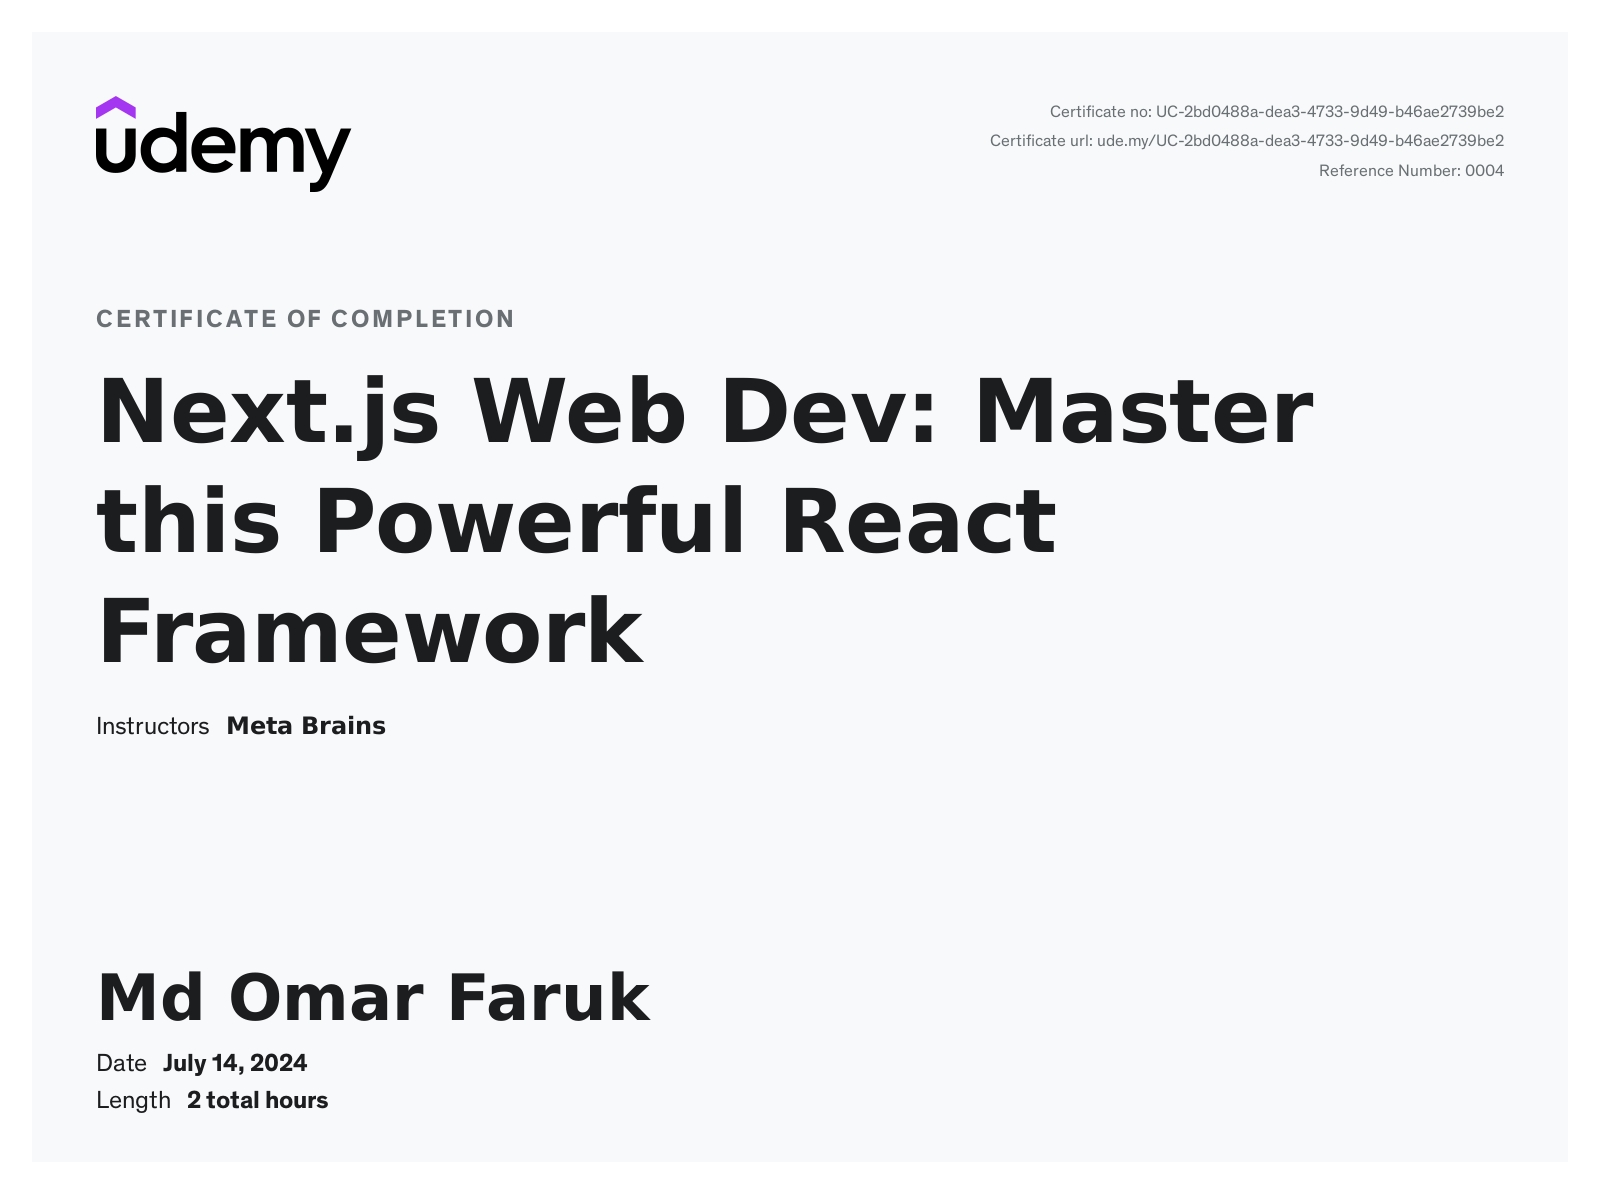 udemy
Certificate no: UC-2bd0488a-dea3-4733-9d49-b46ae2739be2
Certificate url: ude.my/UC-2bd0488a-dea3-4733-9d49-b46ae2739be2
Reference Number: 0004
CERTIFICATE OF COMPLETION
Next.js Web Dev: Master
this Powerful React
Framework
Instructors Meta Brains
Md Omar Faruk
Date July 14, 2024
Length 2 total hours